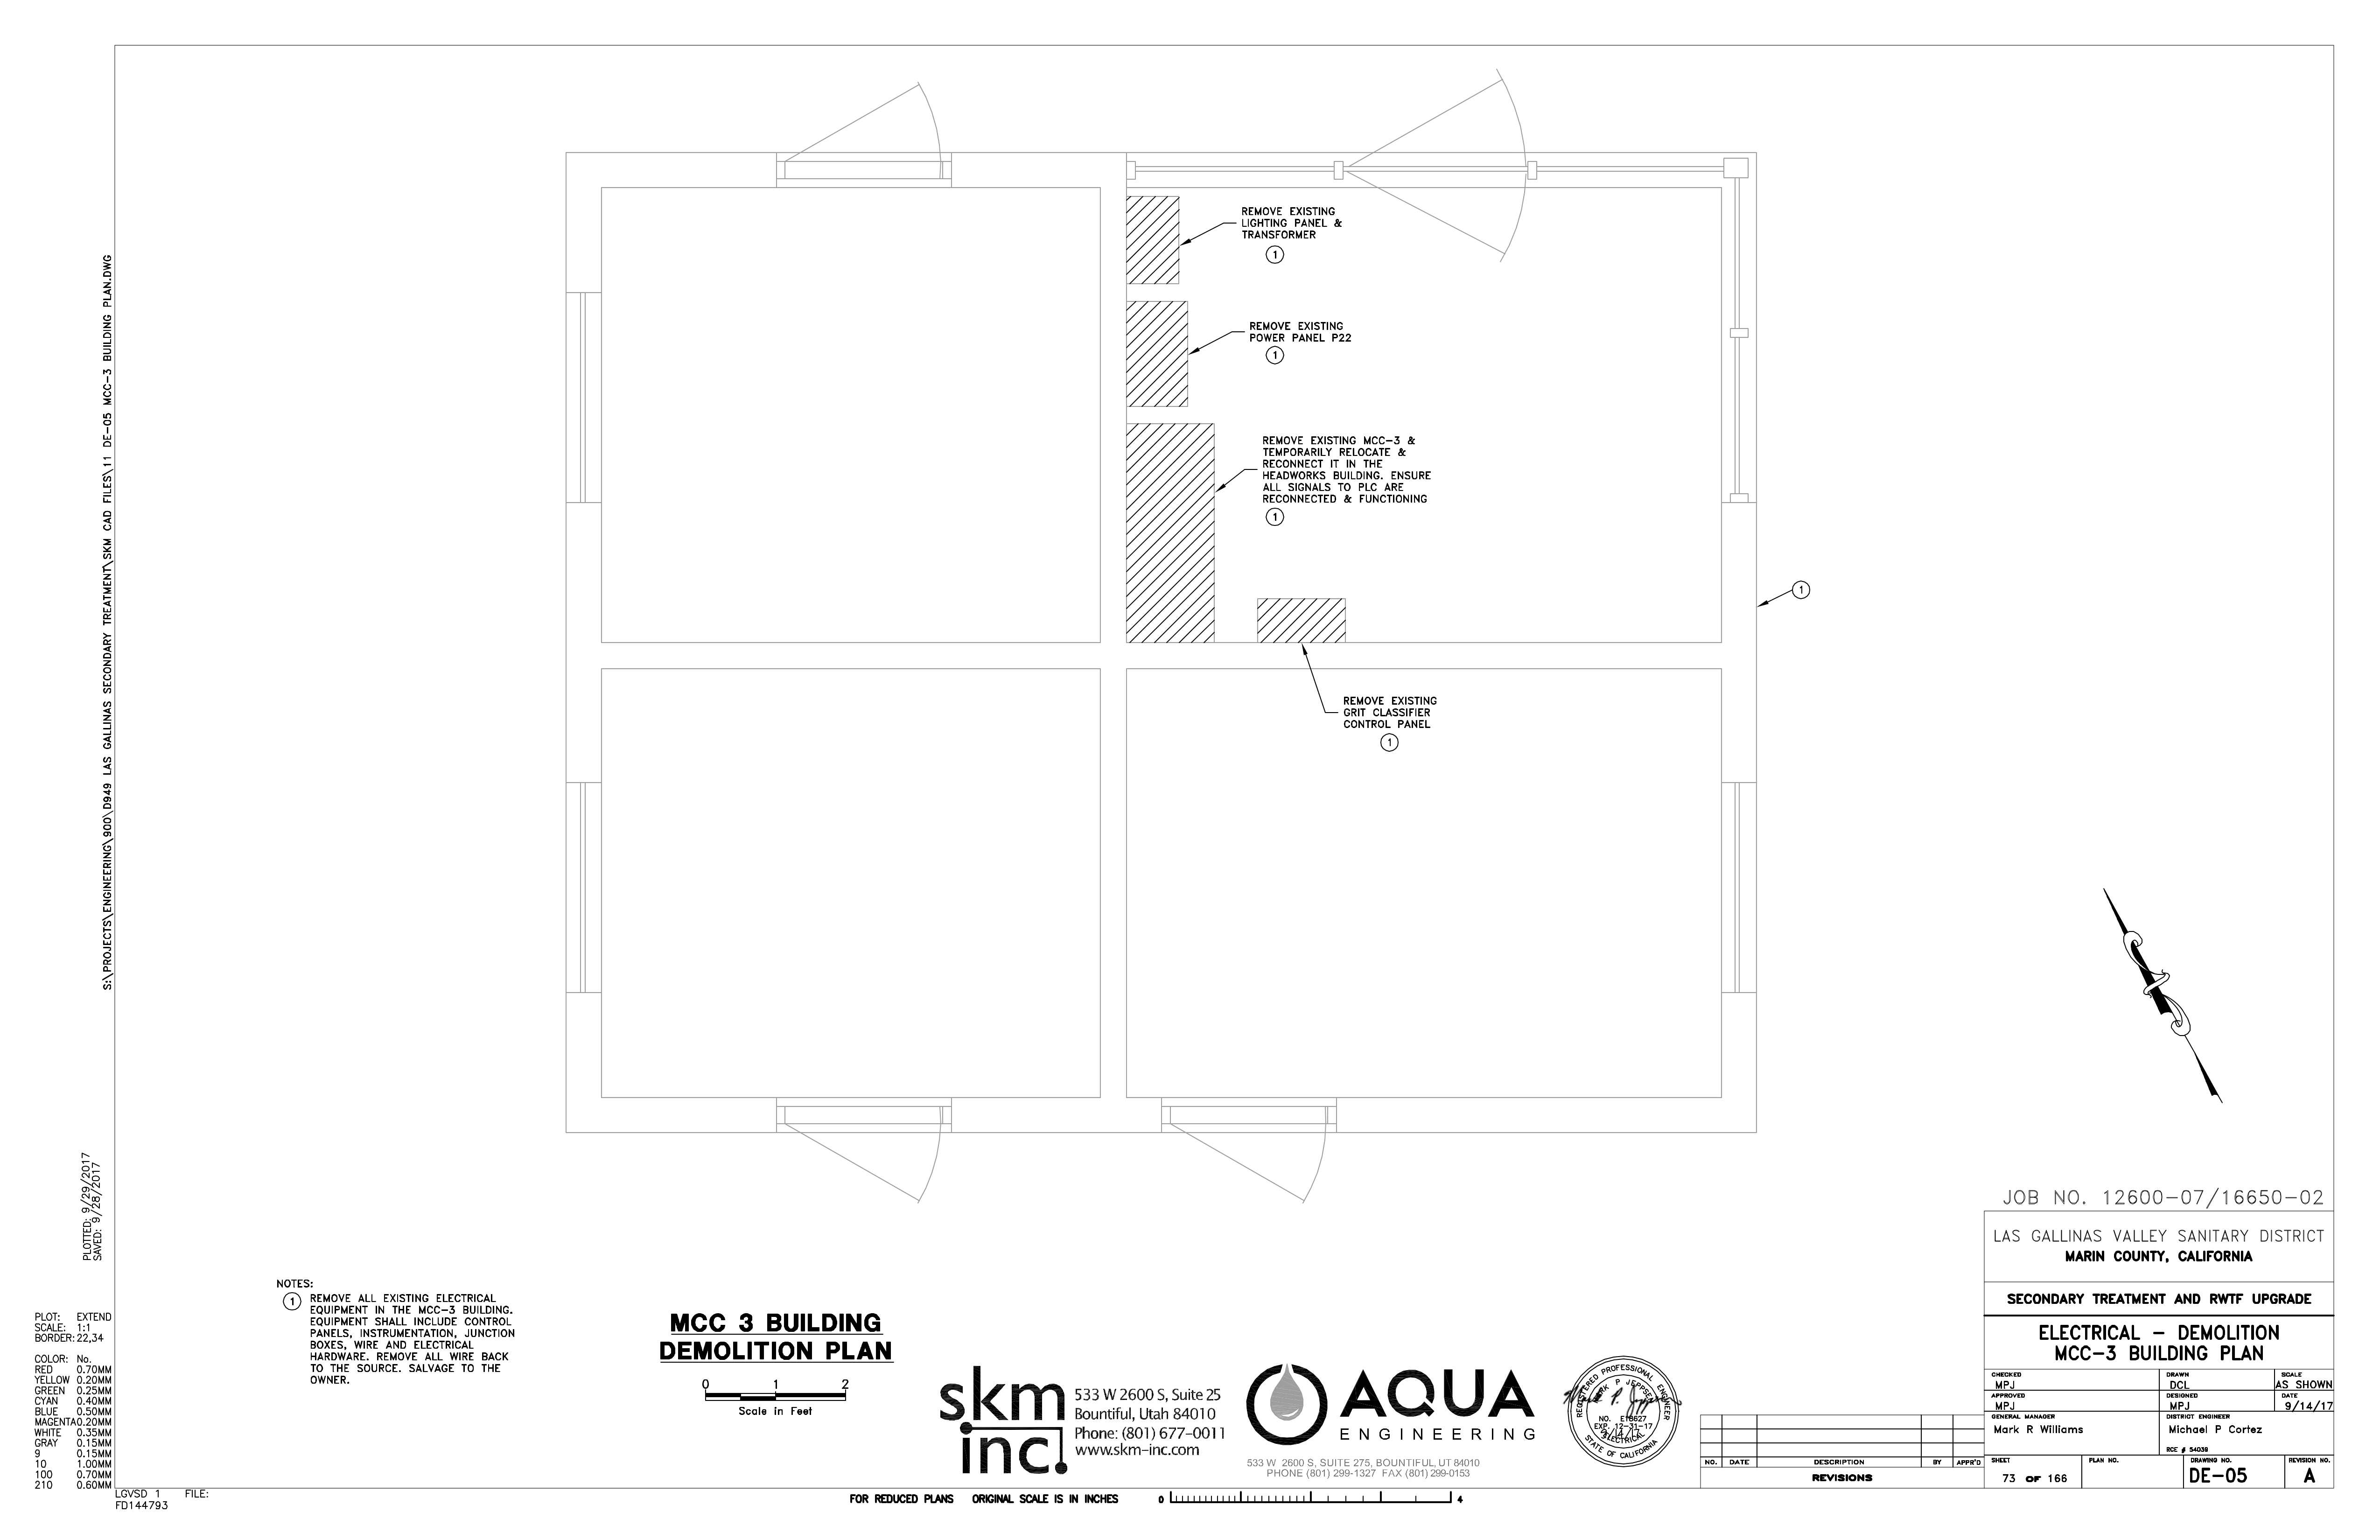 S:\PROJECTS\ENGINEERING\900\D949 LAS GALLINAS SECONDARY TREATMENT\SKM CAD FILES\11 DE-05 MCC-3 BUILDING PLAN.DWG
REMOVE EXISTING
LIGHTING PANEL &
TRANSFORMER
1
REMOVE EXISTING
POWER PANEL P22
1
REMOVE EXISTING MCC-3 &
TEMPORARILY RELOCATE &
RECONNECT IT IN THE
HEADWORKS BUILDING. ENSURE
ALL SIGNALS TO PLC ARE
RECONNECTED & FUNCTIONING
1
1
REMOVE EXISTING
GRIT CLASSIFIER
CONTROL PANEL
1
PLOTTED: 9/29/2017
SAVED: 9/28/2017
PLOT: EXTEND
SCALE: 1:1
BORDER: 22,34
COLOR: No.
RED 0.70MM
YELLOW 0.20MM
GREEN 0.25MM
CYAN 0.40MM
BLUE 0.50MM
MAGENTA 0.20MM
WHITE 0.35MM
GRAY 0.15MM
9 0.15MM
10 1.00MM
100 0.70MM
210 0.60MM
LGVSD 1 FILE:
FD144793
NOTES:
1 REMOVE ALL EXISTING ELECTRICAL
EQUIPMENT IN THE MCC-3 BUILDING.
EQUIPMENT SHALL INCLUDE CONTROL
PANELS, INSTRUMENTATION, JUNCTION
BOXES, WIRE AND ELECTRICAL
HARDWARE. REMOVE ALL WIRE BACK
TO THE SOURCE. SALVAGE TO THE
OWNER.
MCC 3 BUILDING
DEMOLITION PLAN
0 1 2
Scale in Feet
skm
inc.
533 W 2600 S, Suite 25
Bountiful, Utah 84010
Phone: (801) 677-0011
www.skm-inc.com
AQUA
ENGINEERING
533 W 2600 S, SUITE 275, BOUNTIFUL, UT 84010
PHONE (801) 299-1327 FAX (801) 299-0153
REGISTERED PROFESSIONAL ENGINEER
MARK P JEPPSEN
NO. E18627
EXP. 12-31-17
9/14/17
ELECTRICAL
STATE OF CALIFORNIA
FOR REDUCED PLANS ORIGINAL SCALE IS IN INCHES 0 4
NO. DATE DESCRIPTION BY APPR'D
REVISIONS
JOB NO. 12600-07/16650-02
LAS GALLINAS VALLEY SANITARY DISTRICT
MARIN COUNTY, CALIFORNIA
SECONDARY TREATMENT AND RWTF UPGRADE
ELECTRICAL - DEMOLITION
MCC-3 BUILDING PLAN
CHECKED DRAWN SCALE
MPJ DCL AS SHOWN
APPROVED DESIGNED DATE
MPJ MPJ 9/14/17
GENERAL MANAGER DISTRICT ENGINEER
Mark R Williams Michael P Cortez
RCE # 54039
SHEET PLAN NO. DRAWING NO. REVISION NO.
73 OF 166 DE-05 A